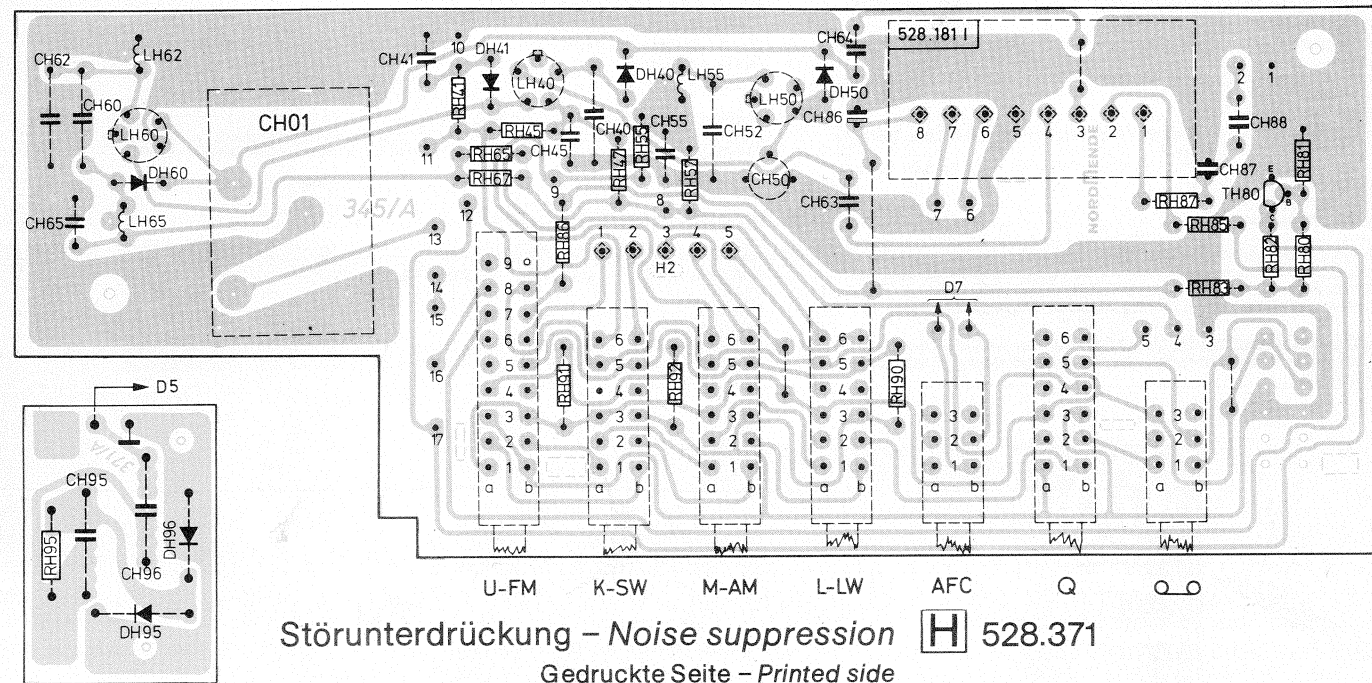 CH62
LH62
CH60
LH60
DH60
CH65
LH65
CH01
345/A
CH41
10
DH41
RH41
LH40
RH45
CH45
RH65
RH67
11
12
9
CH40
DH40
RH47
RH55
LH55
CH55
RH57
8
CH52
LH50
CH50
DH50
CH64
CH86
CH63
528.181 I
8 7 6 5 4 3 2 1
7 6
NORDMENDE
2 1
CH88
CH87
RH81
E
TH80
B
C
RH87
RH85
RH82
RH80
RH83
13
14
15
16
17
RH86
1 2 3 4 5
H2
D7
5 4 3
9
8
7
6
5
4
3
2
1
a b
RH91
6
5
4
3
2
1
a b
RH92
6
5
4
3
2
1
a b
6
5
4
3
2
1
a b
RH90
3
2
1
a b
6
5
4
3
2
1
a b
3
2
1
a b
D5
CH95
RH95
CH96
DH96
DH95
U-FM K-SW M-AM L-LW AFC Q
Störunterdrückung – Noise suppression H 528.371
Gedruckte Seite – Printed side